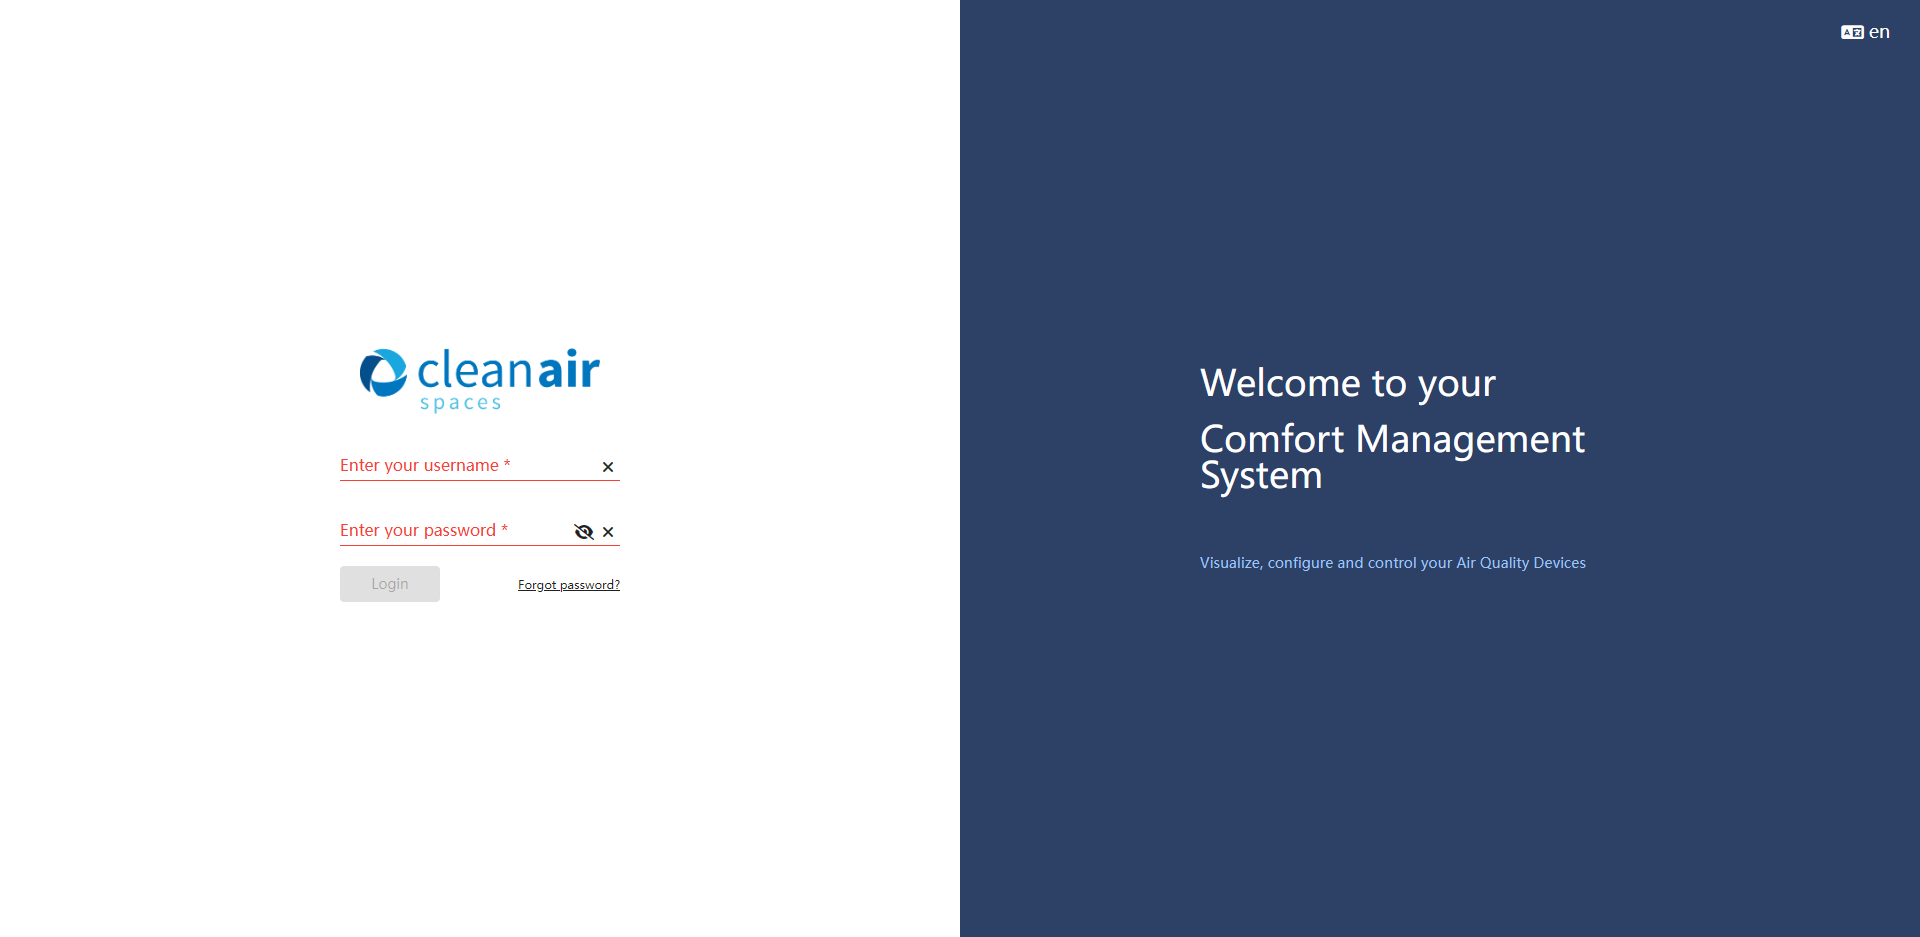 cleanair
spaces
Enter your username *
Enter your password *
Login
Forgot password?
en
Welcome to your
Comfort Management
System
Visualize, configure and control your Air Quality Devices